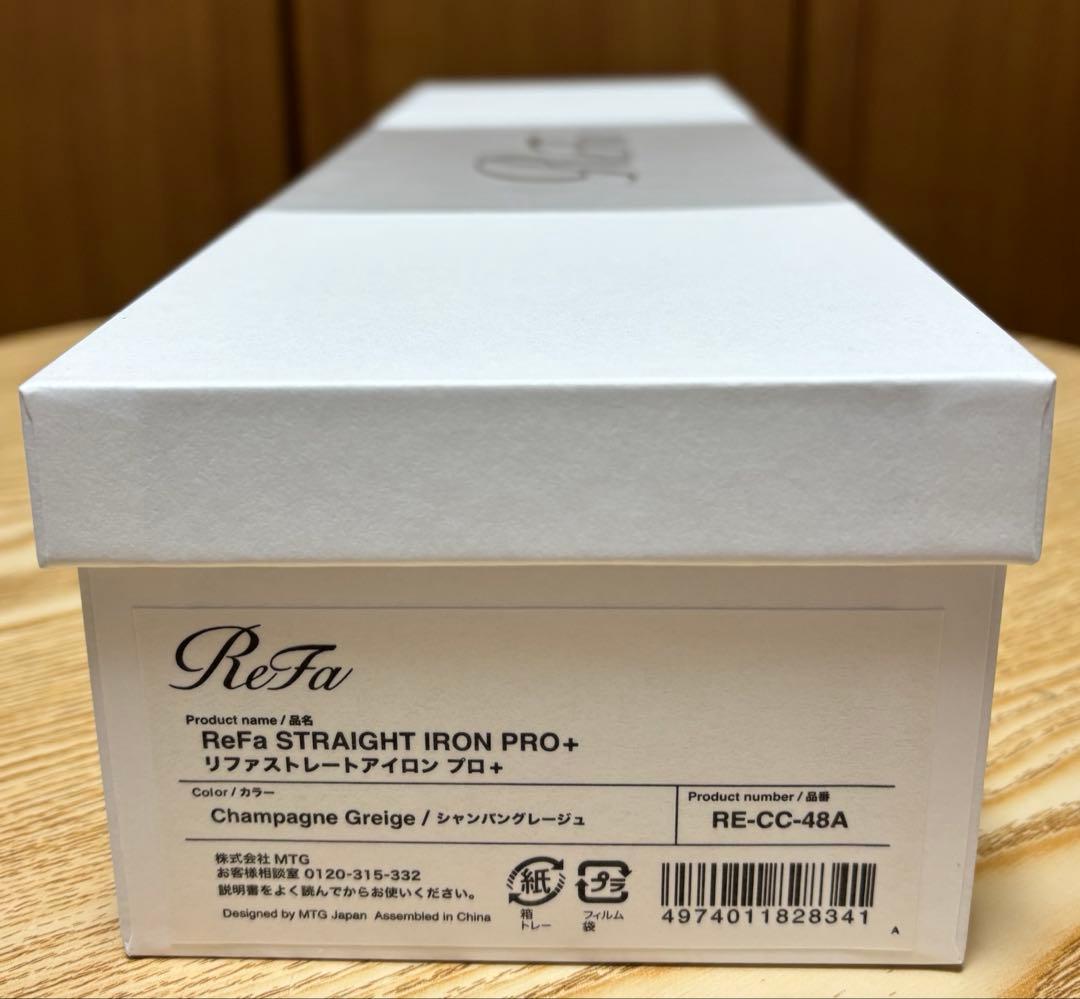 ReFa
ReFa
Product name / 品名
ReFa STRAIGHT IRON PRO+
リファストレートアイロン プロ+
Color / カラー
Champagne Greige / シャンパングレージュ
Product number / 品番
RE-CC-48A
株式会社 MTG
お客様相談室 0120-315-332
説明書をよく読んでからお使いください。
Designed by MTG Japan Assembled in China
紙
箱
トレー
プラ
フィルム
袋
4974011828341
A